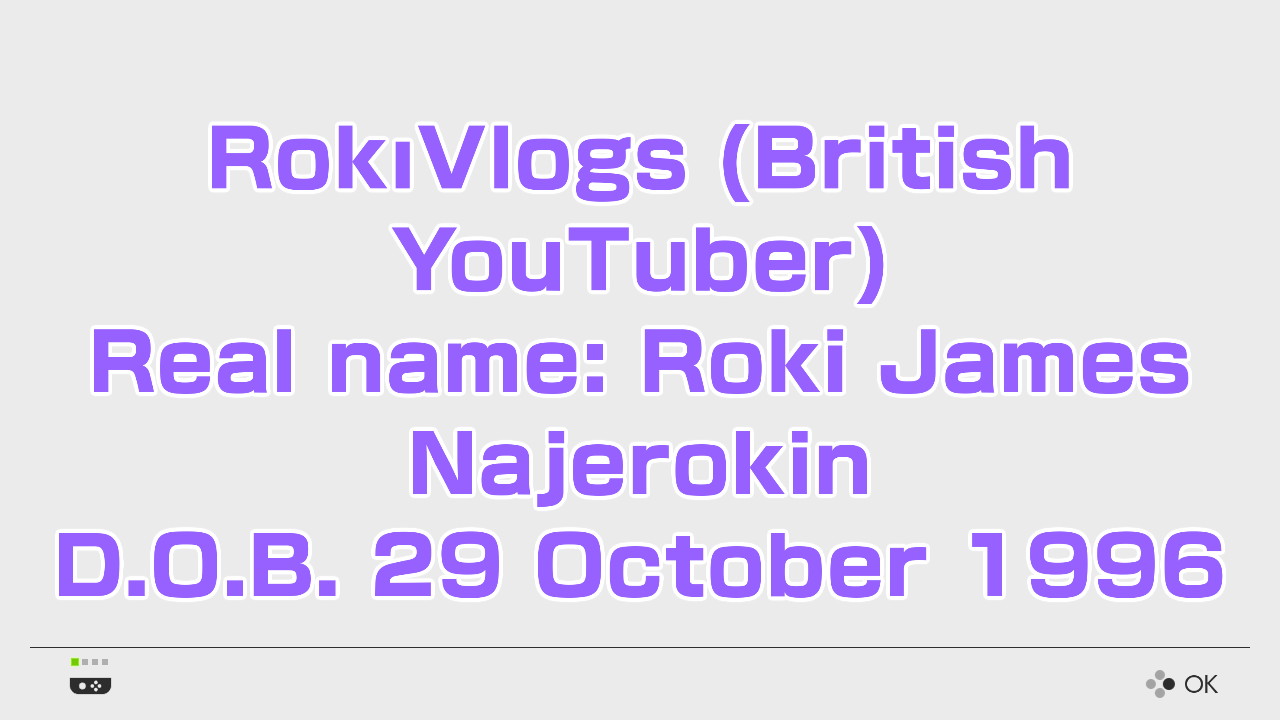 RokıVlogs (British
YouTuber)
Real name: Roki James
Najerokin
D.O.B. 29 October 1996
OK